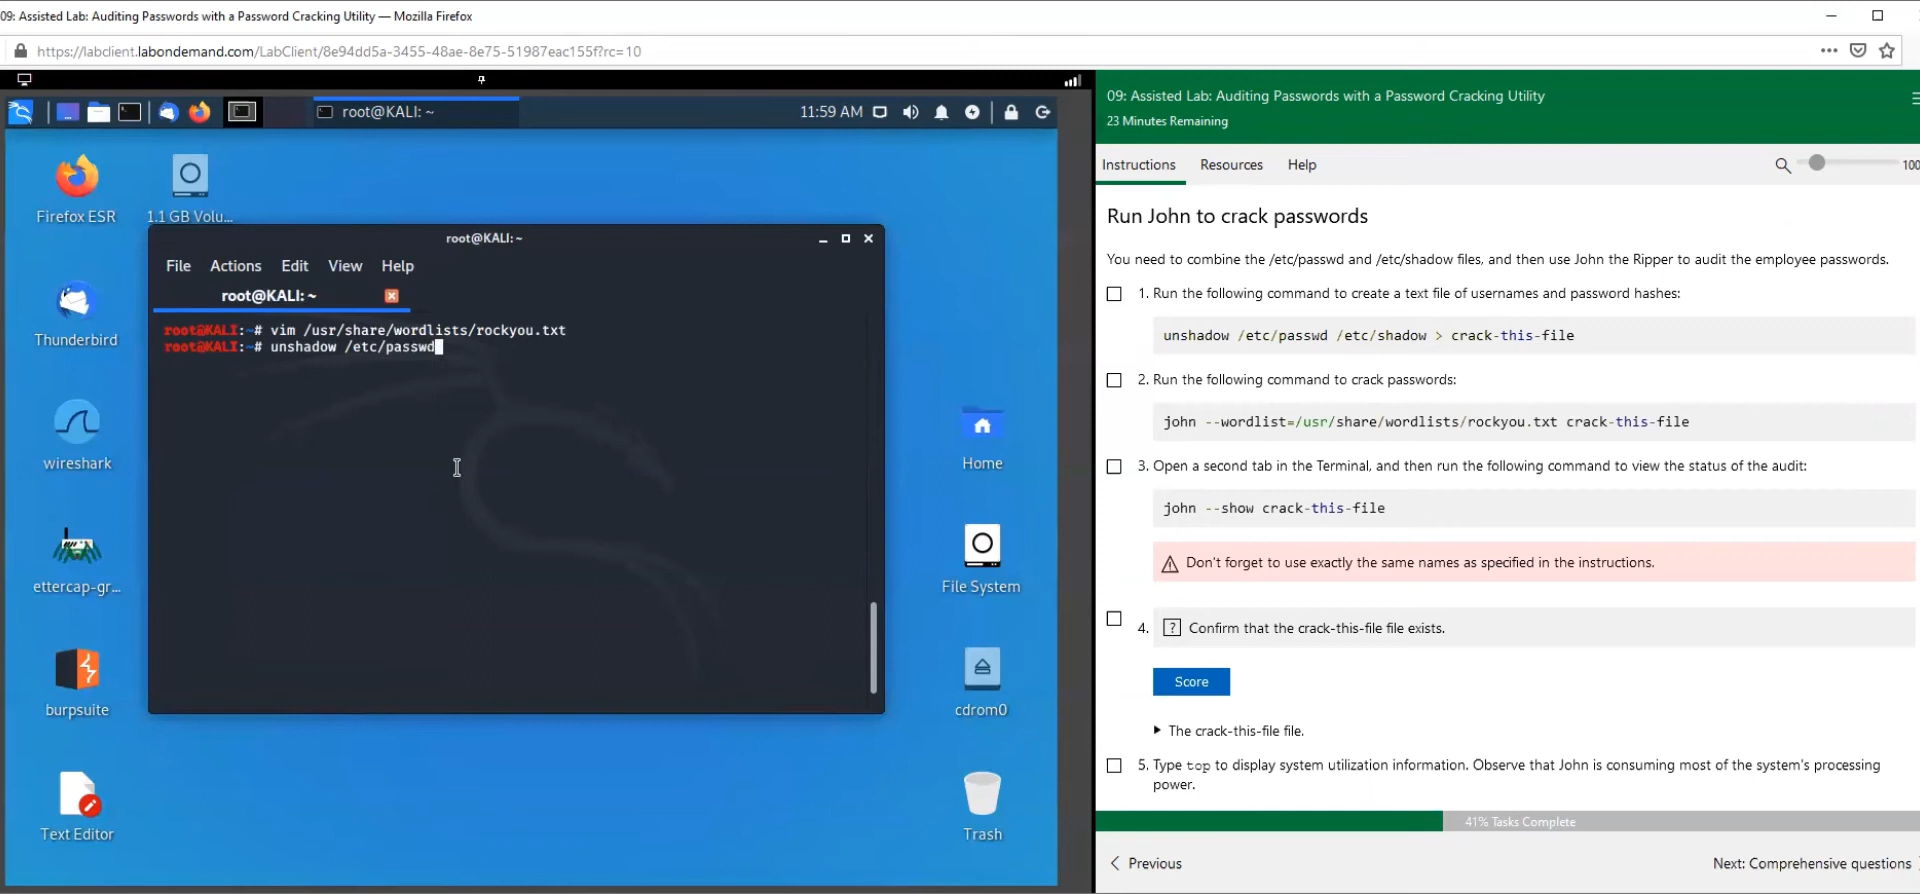 09: Assisted Lab: Auditing Passwords with a Password Cracking Utility — Mozilla Firefox
https://labclient.labondemand.com/LabClient/8e94dd5a-3455-48ae-8e75-51987eac155f?rc=10
root@KALI: ~
11:59 AM
Firefox ESR
1.1 GB Volu...
Thunderbird
wireshark
ettercap-gr...
burpsuite
Text Editor
root@KALI: ~
File Actions Edit View Help
root@KALI: ~
root@KALI:~# vim /usr/share/wordlists/rockyou.txt
root@KALI:~# unshadow /etc/passwd
Home
File System
cdrom0
Trash
09: Assisted Lab: Auditing Passwords with a Password Cracking Utility
23 Minutes Remaining
Instructions Resources Help
100
Run John to crack passwords
You need to combine the /etc/passwd and /etc/shadow files, and then use John the Ripper to audit the employee passwords.
1. Run the following command to create a text file of usernames and password hashes:
unshadow /etc/passwd /etc/shadow > crack-this-file
2. Run the following command to crack passwords:
john --wordlist=/usr/share/wordlists/rockyou.txt crack-this-file
3. Open a second tab in the Terminal, and then run the following command to view the status of the audit:
john --show crack-this-file
Don't forget to use exactly the same names as specified in the instructions.
4. ? Confirm that the crack-this-file file exists.
Score
The crack-this-file file.
5. Type top to display system utilization information. Observe that John is consuming most of the system's processing
power.
41% Tasks Complete
Previous
Next: Comprehensive questions